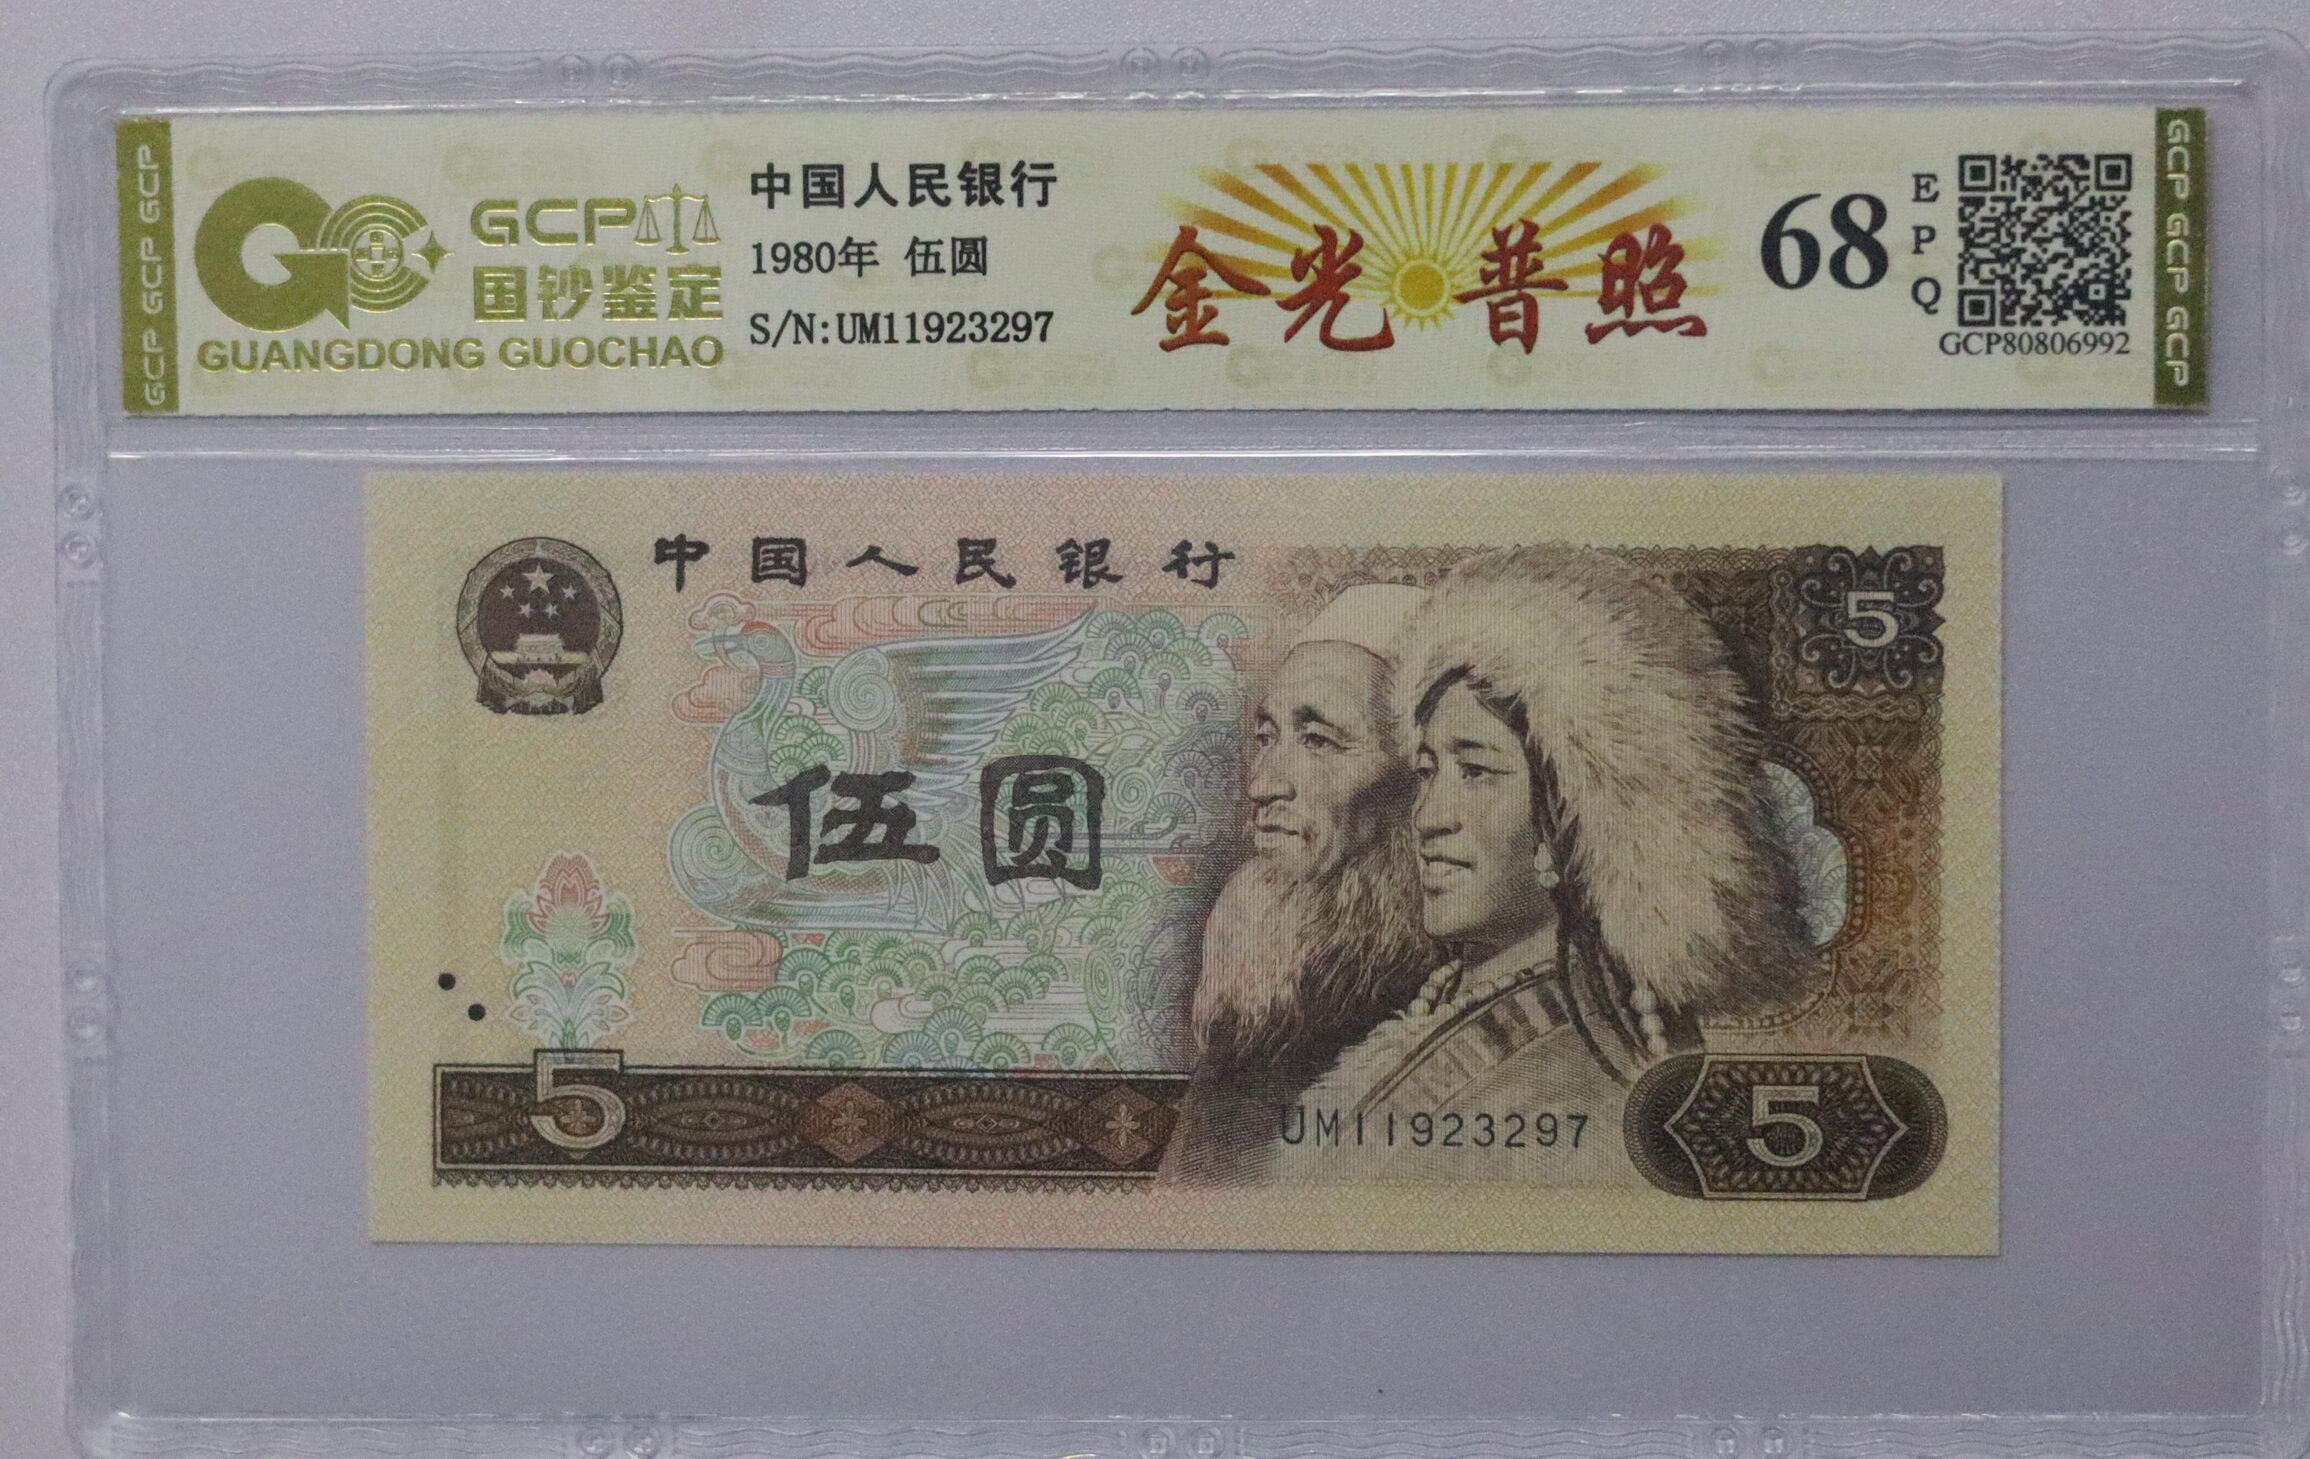 GCP GCP GCP
GCP
国钞鉴定
GUANGDONG GUOCHAO
中国人民银行
1980年 伍圆
S/N:UM11923297
金光普照
68
EPQ
GCP80806992
GCP GCP GCP
中国人民银行
5
伍圆
5
UM11923297
5